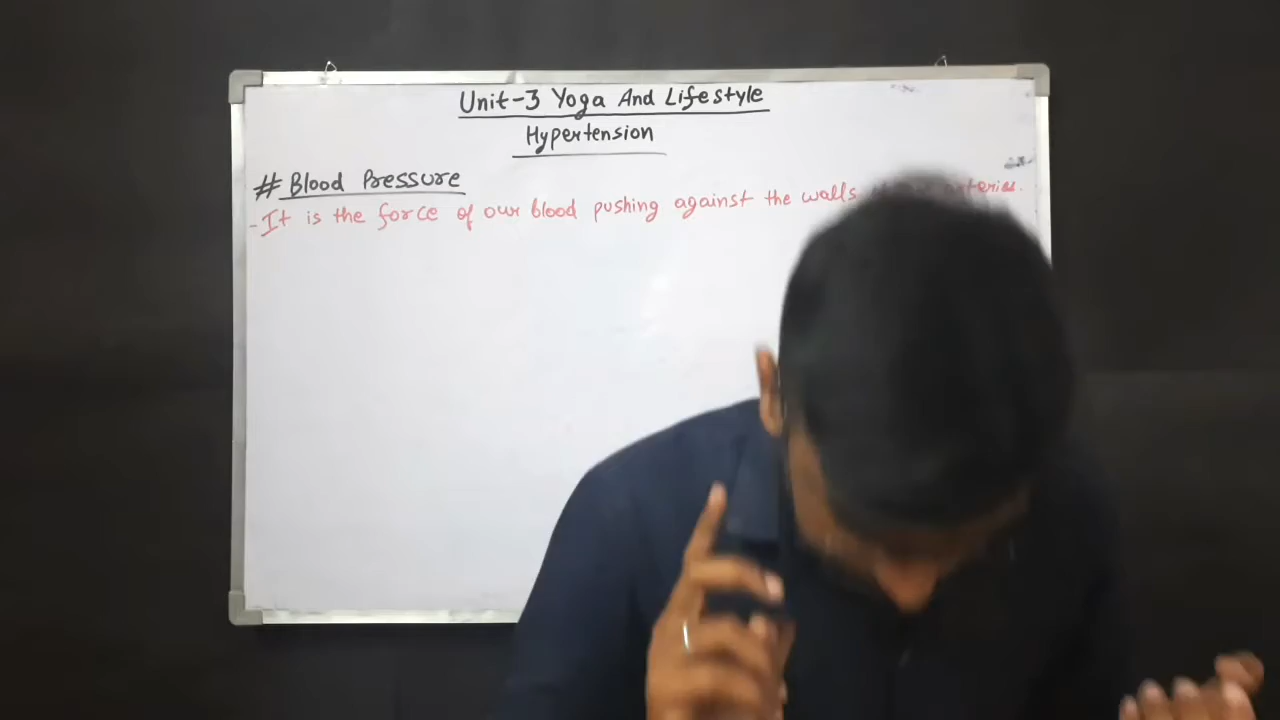 Unit-3 Yoga And Lifestyle
Hypertension
# Blood Pressure
- It is the force of our blood pushing against the walls arteries.